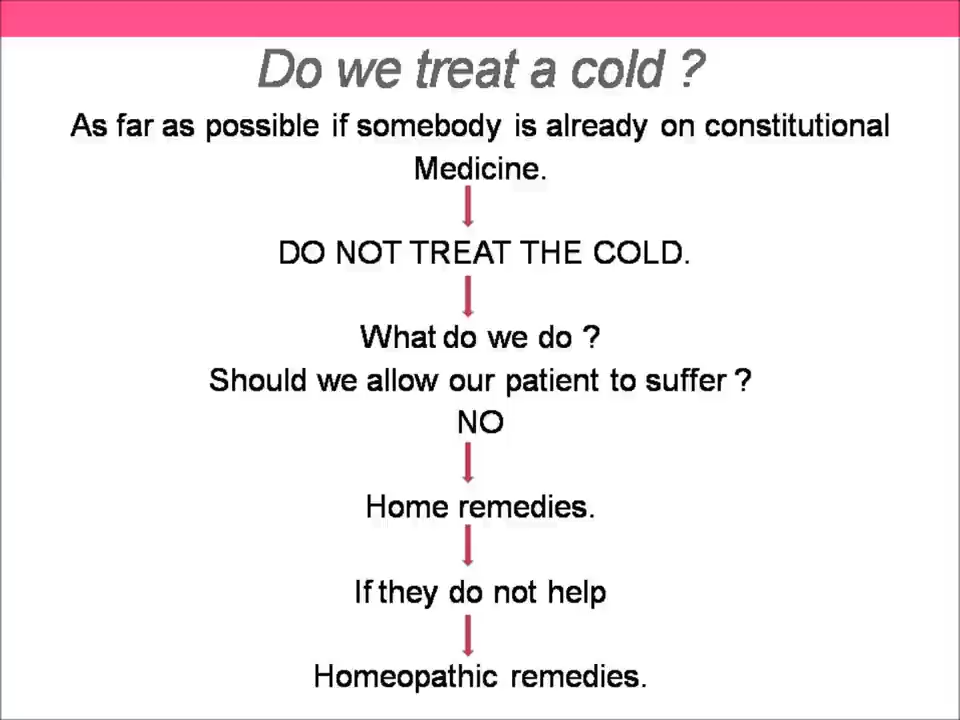 Do we treat a cold ?
As far as possible if somebody is already on constitutional
Medicine.
DO NOT TREAT THE COLD.
What do we do ?
Should we allow our patient to suffer ?
NO
Home remedies.
If they do not help
Homeopathic remedies.